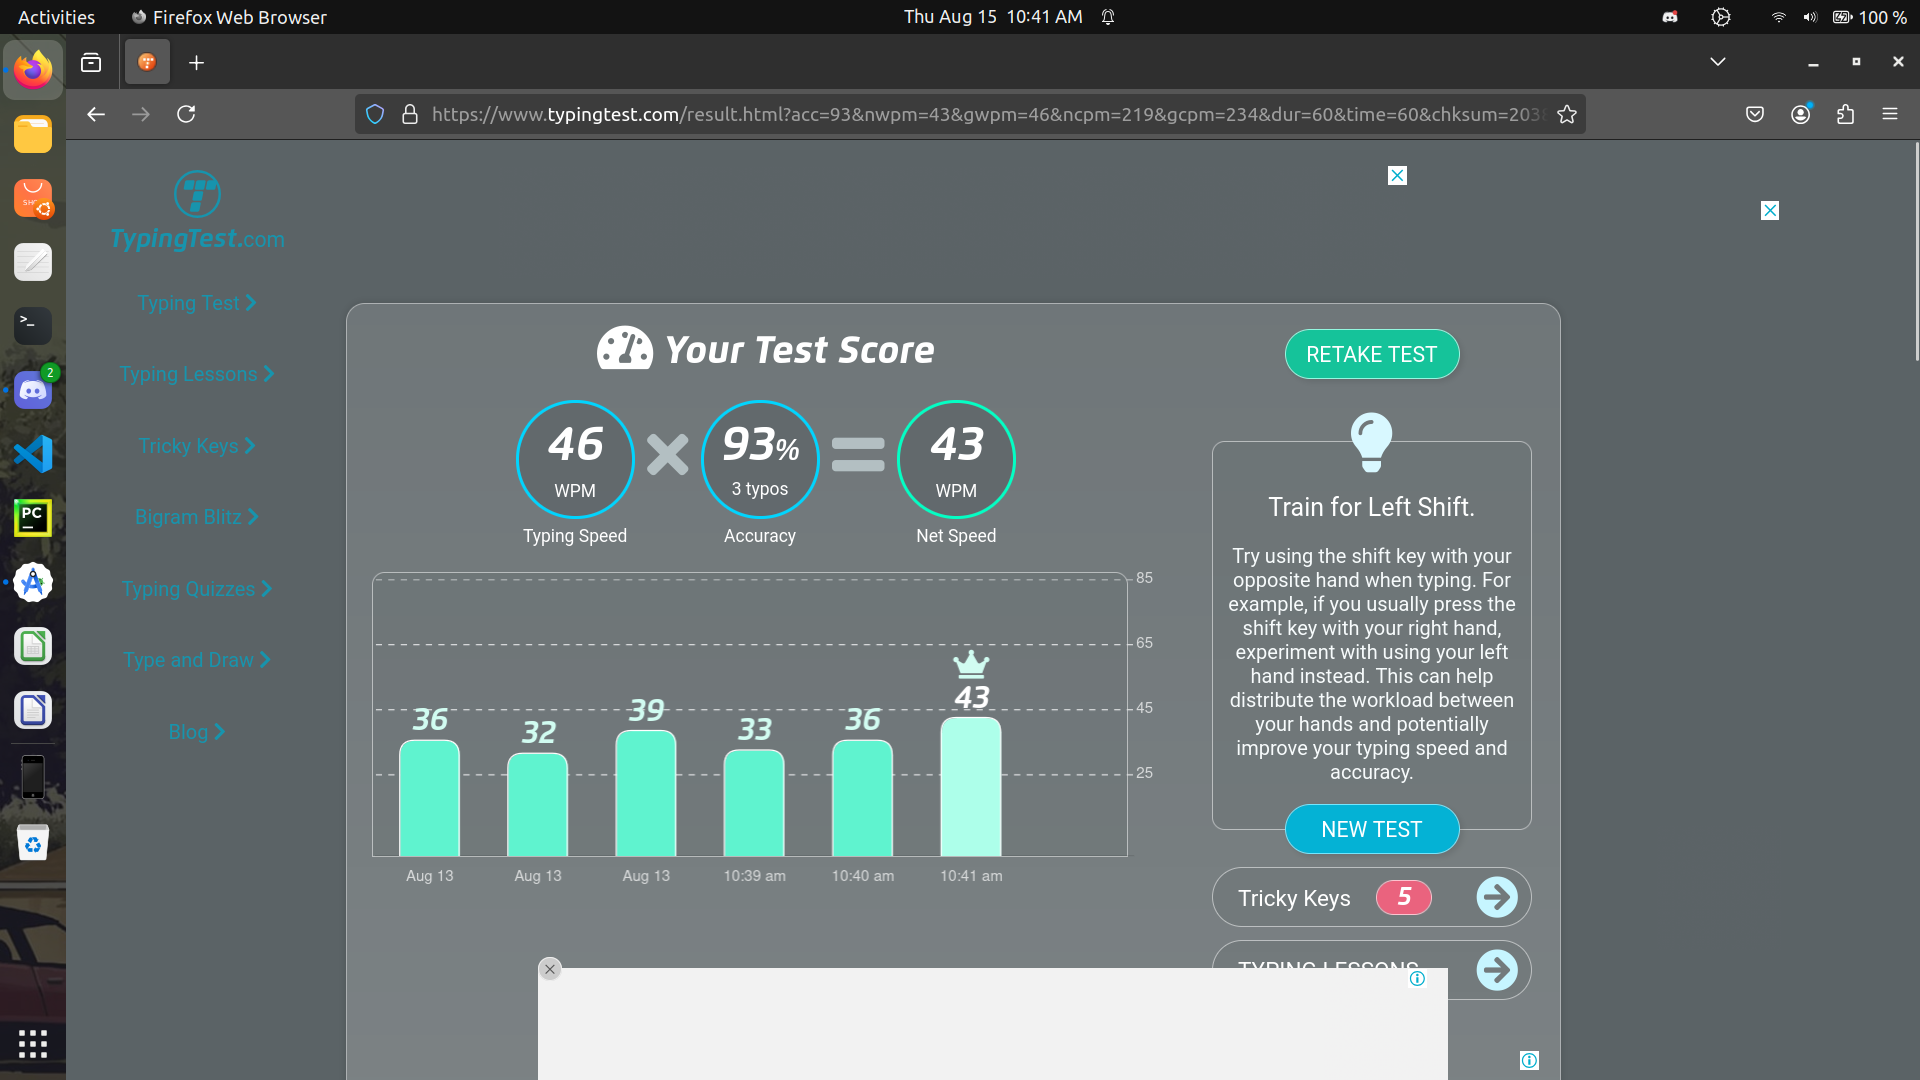 Activities
Firefox Web Browser
Thu Aug 15 10:41 AM
100 %
https://www.typingtest.com/result.html?acc=93&nwpm=43&gwpm=46&ncpm=219&gcpm=234&dur=60&time=60&chksum=2038
SHOP
2
PC
TypingTest.com
Typing Test
Typing Lessons
Tricky Keys
Bigram Blitz
Typing Quizzes
Type and Draw
Blog
Your Test Score
46
WPM
Typing Speed
93%
3 typos
Accuracy
43
WPM
Net Speed
85
65
45
25
36
32
39
33
36
43
Aug 13
Aug 13
Aug 13
10:39 am
10:40 am
10:41 am
RETAKE TEST
Train for Left Shift.
Try using the shift key with your
opposite hand when typing. For
example, if you usually press the
shift key with your right hand,
experiment with using your left
hand instead. This can help
distribute the workload between
your hands and potentially
improve your typing speed and
accuracy.
NEW TEST
Tricky Keys 5
TYPING LESSONS